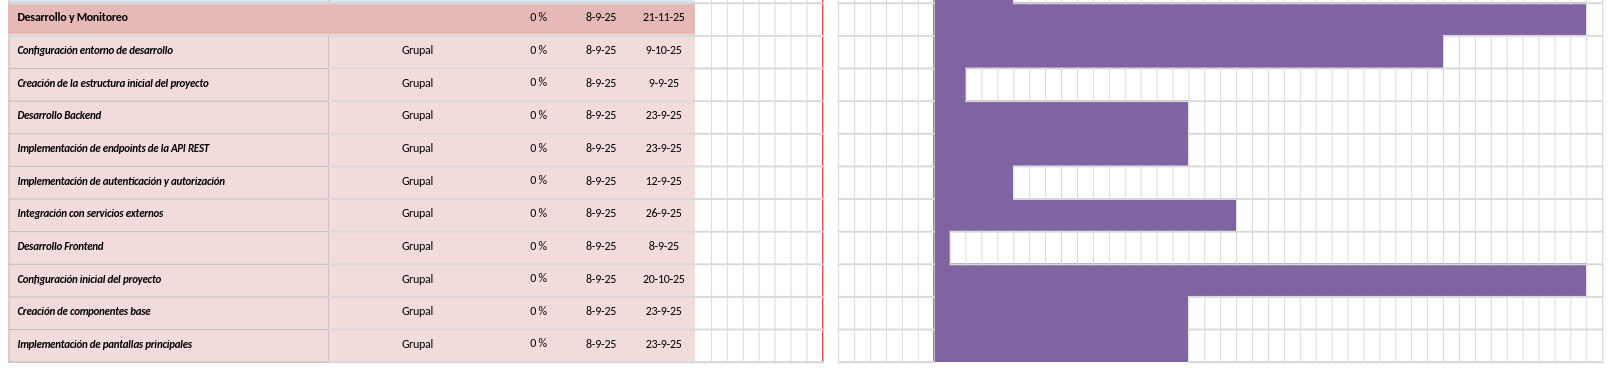 Desarrollo y Monitoreo 0 % 8-9-25 21-11-25
Configuración entorno de desarrollo Grupal 0 % 8-9-25 9-10-25
Creación de la estructura inicial del proyecto Grupal 0 % 8-9-25 9-9-25
Desarrollo Backend Grupal 0 % 8-9-25 23-9-25
Implementación de endpoints de la API REST Grupal 0 % 8-9-25 23-9-25
Implementación de autenticación y autorización Grupal 0 % 8-9-25 12-9-25
Integración con servicios externos Grupal 0 % 8-9-25 26-9-25
Desarrollo Frontend Grupal 0 % 8-9-25 8-9-25
Configuración inicial del proyecto Grupal 0 % 8-9-25 20-10-25
Creación de componentes base Grupal 0 % 8-9-25 23-9-25
Implementación de pantallas principales Grupal 0 % 8-9-25 23-9-25